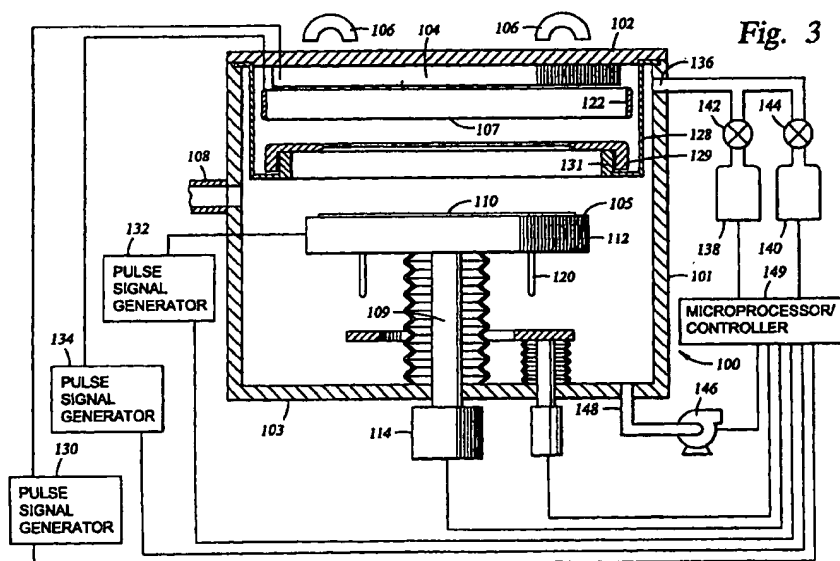 106
106
102
Fig. 3
104
136
122
142
144
107
128
108
131
129
110
105
132
112
138
140
PULSE
SIGNAL
GENERATOR
120
101
149
109
MICROPROCESSOR/
CONTROLLER
134
100
PULSE
SIGNAL
GENERATOR
146
148
103
114
130
PULSE
SIGNAL
GENERATOR